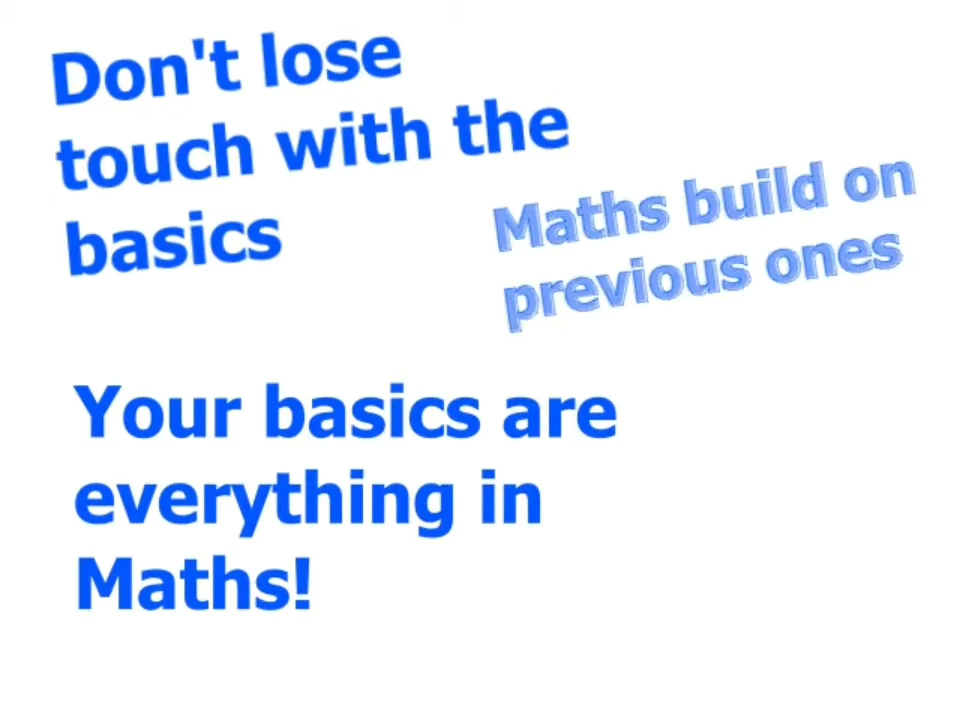 Don't lose
touch with the
basics
Maths build on
previous ones
Your basics are
everything in
Maths!